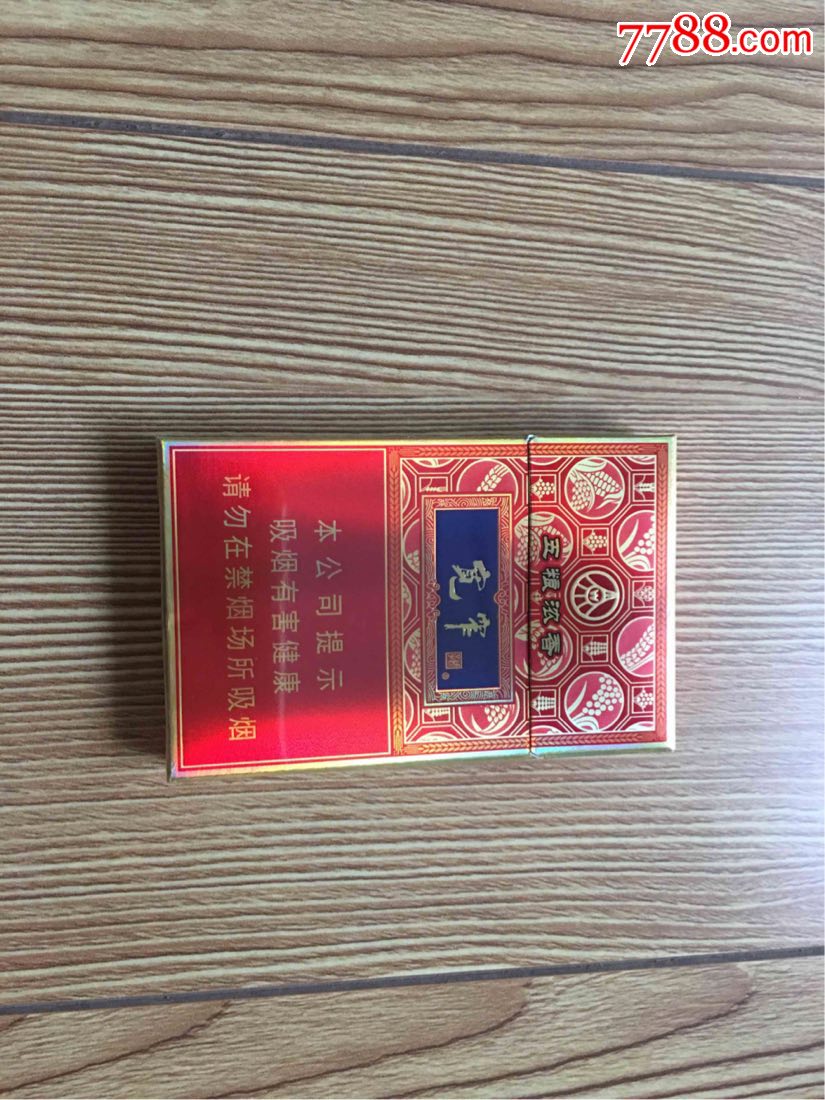 7788.com
五粮浓香
宽窄
®
本公司提示
吸烟有害健康
请勿在禁烟场所吸烟